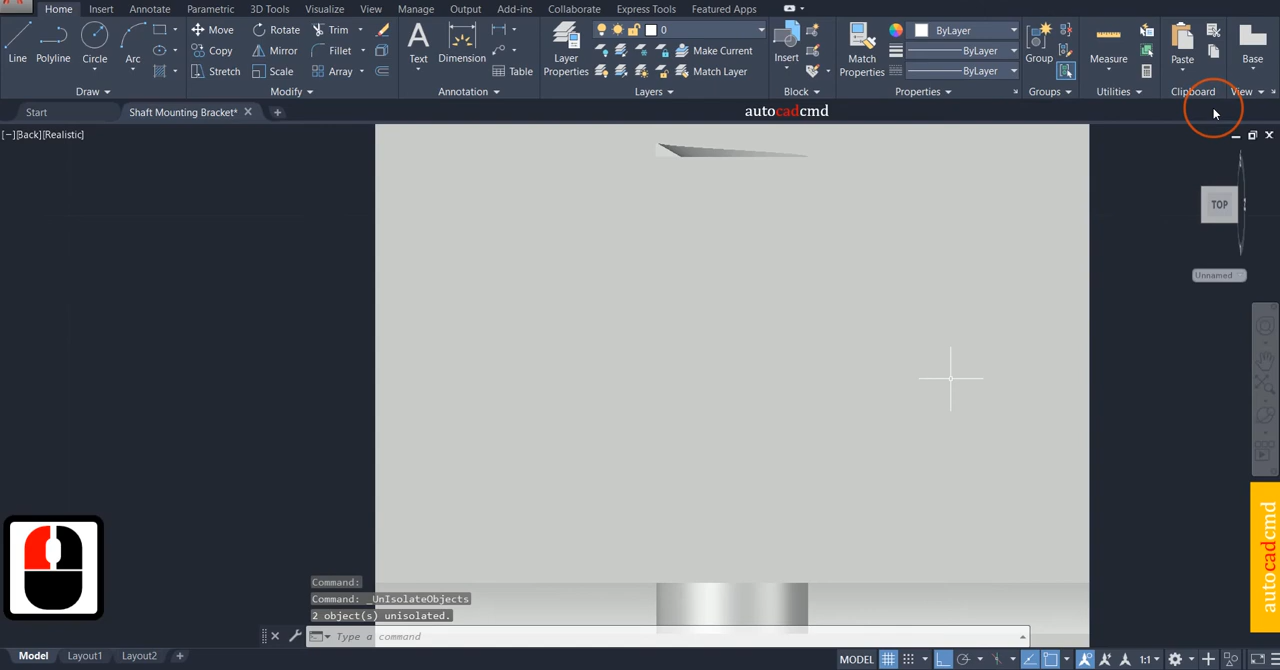 Home Insert Annotate Parametric 3D Tools Visualize View Manage Output Add-ins Collaborate Express Tools Featured Apps
Line Polyline Circle Arc
Move Rotate Trim
Copy Mirror Fillet
Stretch Scale Array
Text Dimension Table
Layer Properties
0
Make Current
Match Layer
Insert
Match Properties
ByLayer
ByLayer
ByLayer
Group
Measure
Paste
Base
Draw Modify Annotation Layers Block Properties Groups Utilities Clipboard View
Start Shaft Mounting Bracket*
autocadcmd
[−][Back][Realistic]
TOP
Unnamed
autocadcmd
Command:
Command: _UnIsolateObjects
2 object(s) unisolated.
Type a command
Model Layout1 Layout2 +
MODEL 1:1